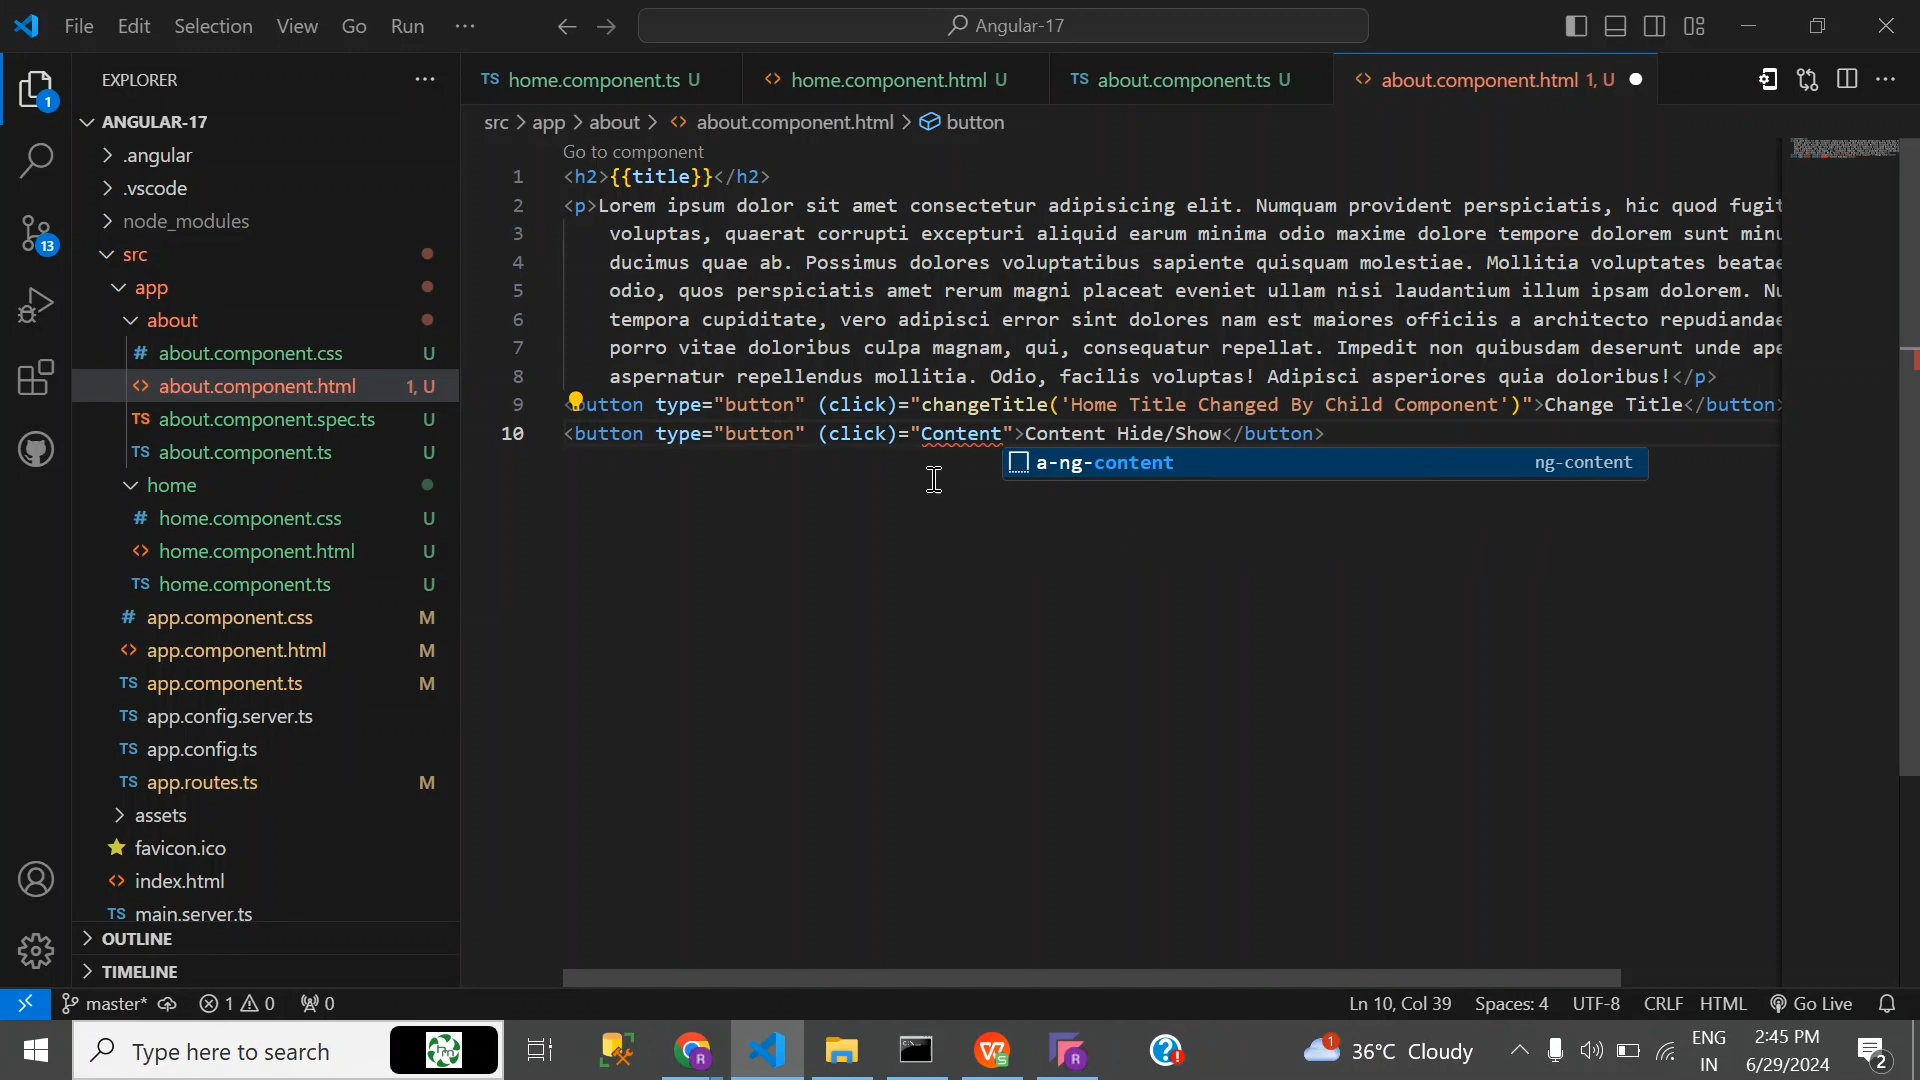 File Edit Selection View Go Run ··· Angular-17
EXPLORER ···
ANGULAR-17
.angular
.vscode
node_modules
src
app
about
# about.component.css U
<> about.component.html 1, U
TS about.component.spec.ts U
TS about.component.ts U
home
# home.component.css U
<> home.component.html U
TS home.component.ts U
# app.component.css M
<> app.component.html M
TS app.component.ts M
TS app.config.server.ts
TS app.config.ts
TS app.routes.ts M
assets
favicon.ico
<> index.html
TS main.server.ts
OUTLINE
TIMELINE
1
13
TS home.component.ts U <> home.component.html U TS about.component.ts U <> about.component.html 1, U
src > app > about > <> about.component.html > button
Go to component
1 <h2>{{title}}</h2>
2 <p>Lorem ipsum dolor sit amet consectetur adipisicing elit. Numquam provident perspiciatis, hic quod fugit
3 voluptas, quaerat corrupti excepturi aliquid earum minima odio maxime dolore tempore dolorem sunt minu
4 ducimus quae ab. Possimus dolores voluptatibus sapiente quisquam molestiae. Mollitia voluptates beatae
5 odio, quos perspiciatis amet rerum magni placeat eveniet ullam nisi laudantium illum ipsam dolorem. Nu
6 tempora cupiditate, vero adipisci error sint dolores nam est maiores officiis a architecto repudiandae
7 porro vitae doloribus culpa magnam, qui, consequatur repellat. Impedit non quibusdam deserunt unde ape
8 aspernatur repellendus mollitia. Odio, facilis voluptas! Adipisci asperiores quia doloribus!</p>
9 <button type="button" (click)="changeTitle('Home Title Changed By Child Component')">Change Title</button>
10 <button type="button" (click)="Content">Content Hide/Show</button>
a-ng-content ng-content
master* 1 0 0 Ln 10, Col 39 Spaces: 4 UTF-8 CRLF HTML Go Live
Type here to search
1 36°C Cloudy
ENG
IN
2:45 PM
6/29/2024
2